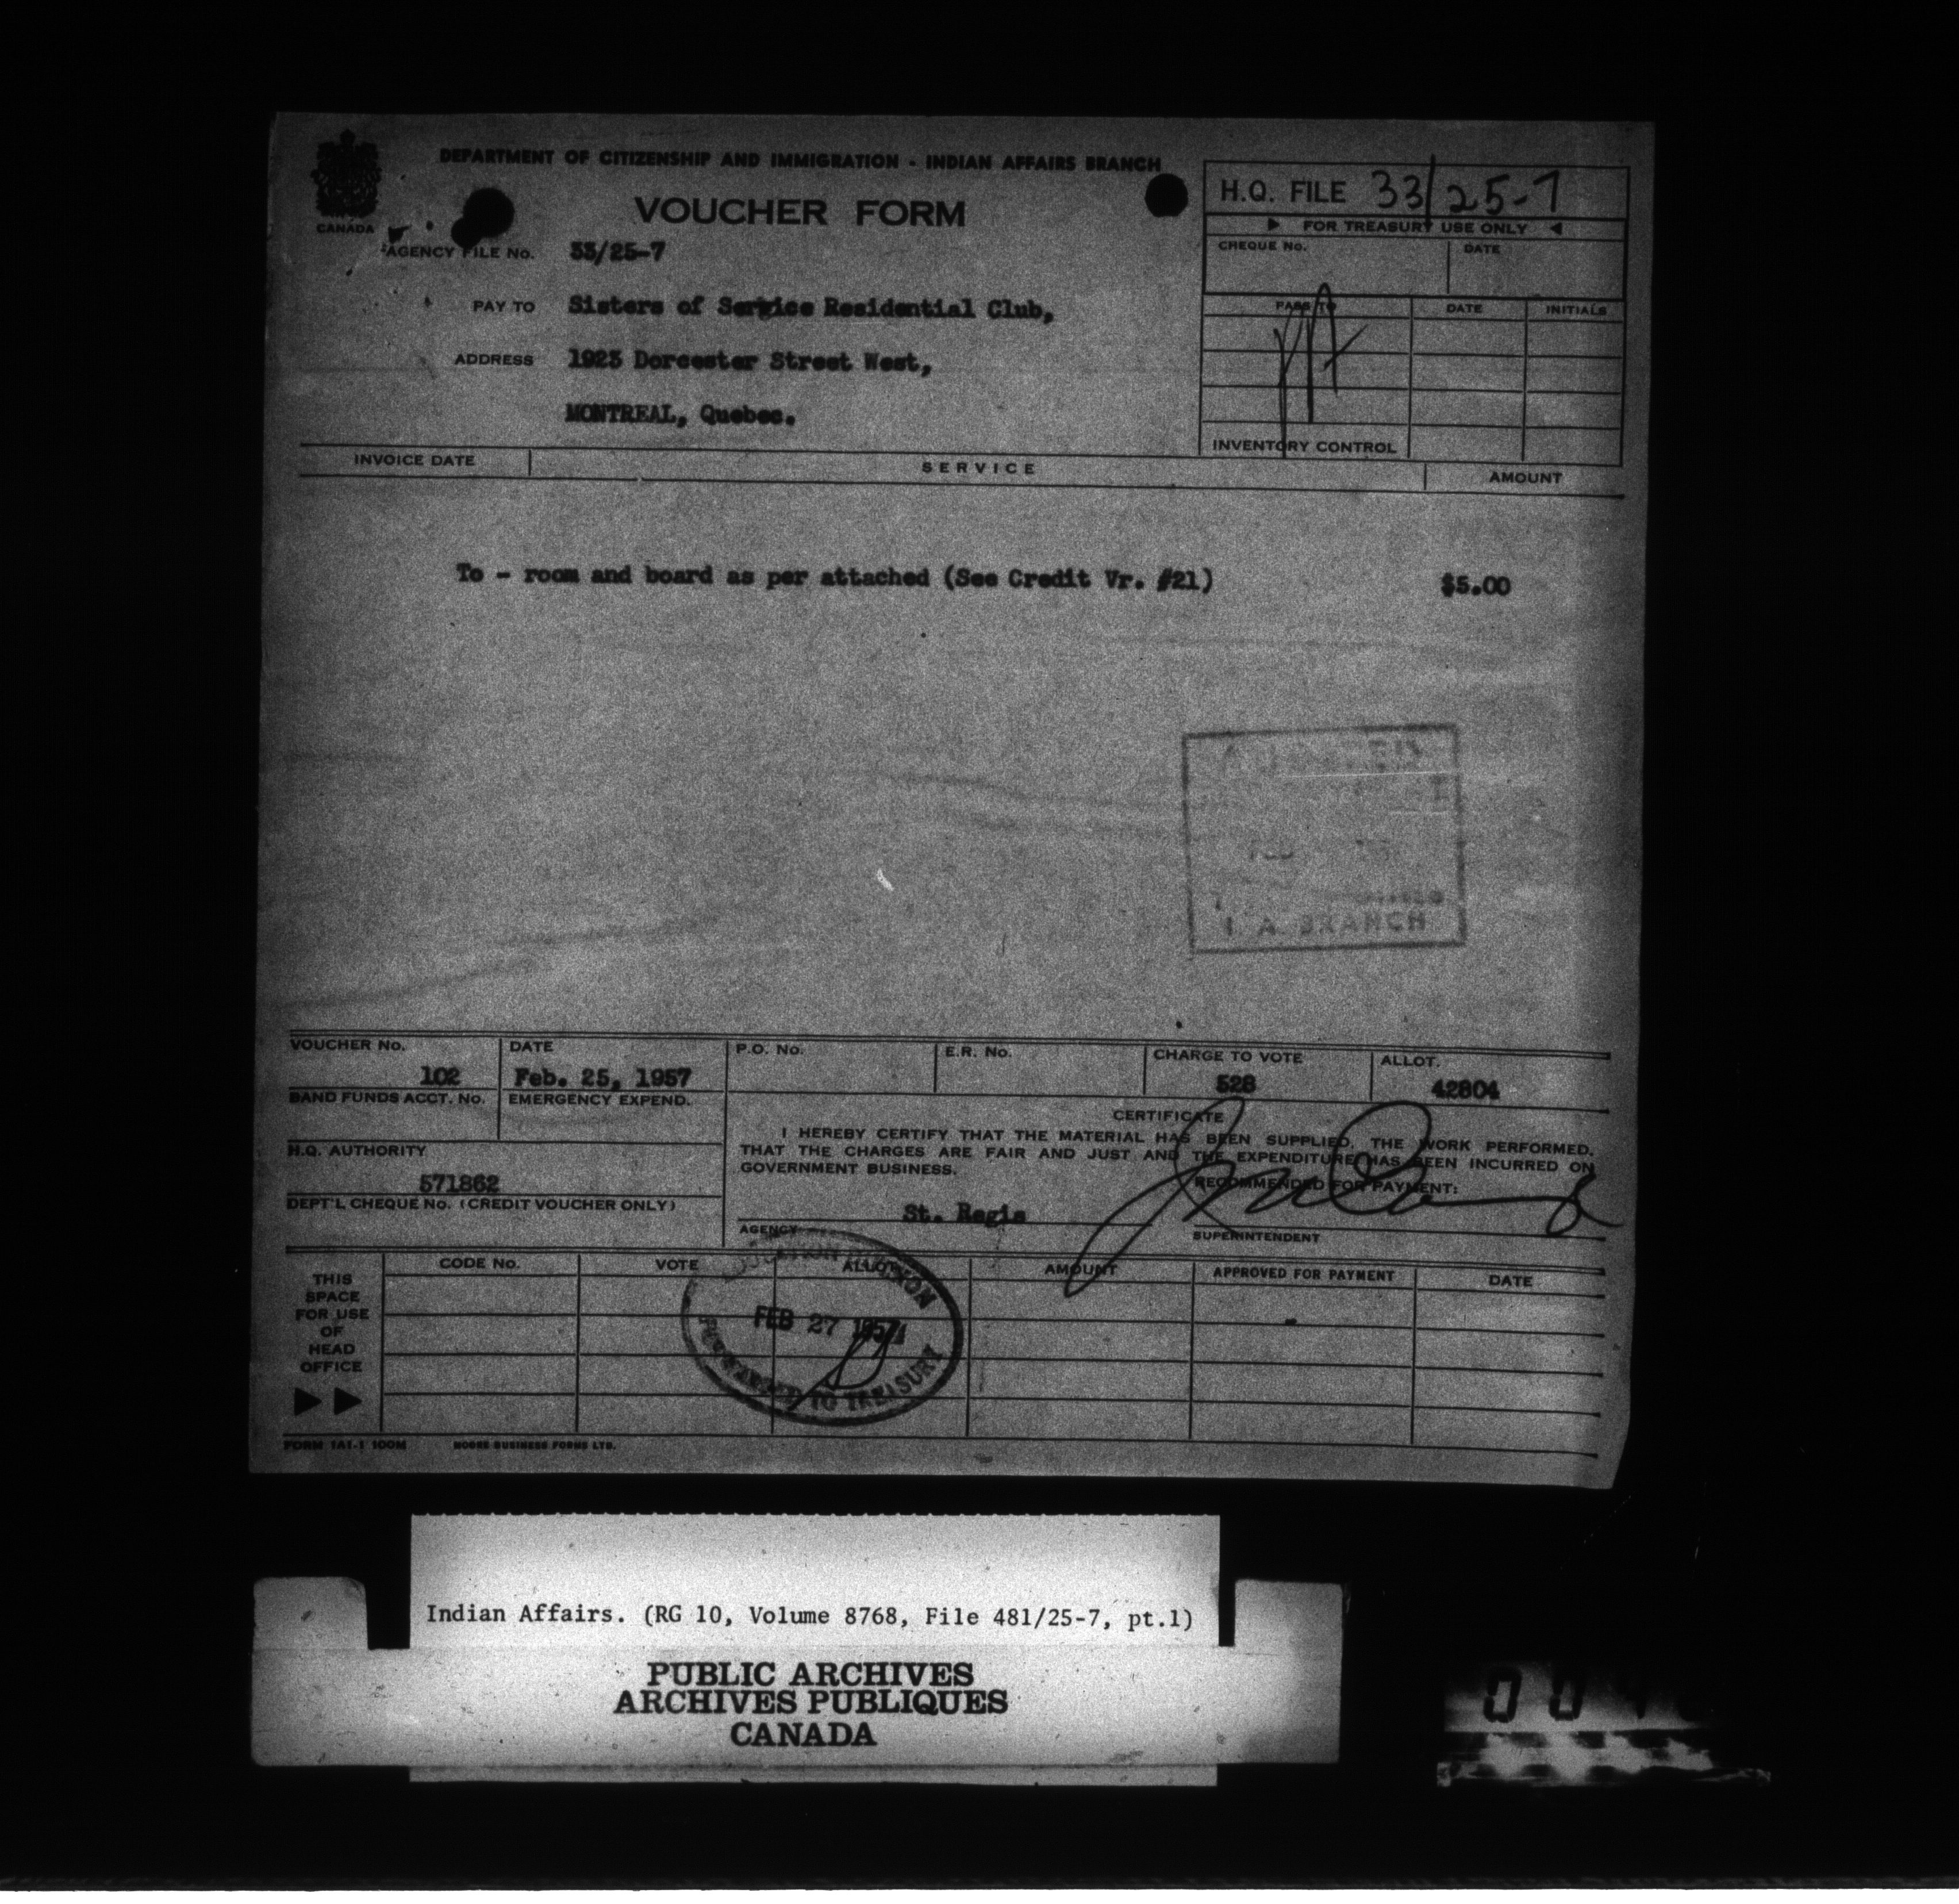 DEPARTMENT OF CITIZENSHIP AND IMMIGRATION - INDIAN AFFAIRS BRANCH
VOUCHER FORM
CANADA
H.Q. FILE 33/25-7
FOR TREASURY USE ONLY
CHEQUE No. DATE
AGENCY FILE No. 33/25-7
PAY TO Sisters of Service Residential Club,
ADDRESS 1923 Dorcester Street West,
MONTREAL, Quebec.
PASS TO DATE INITIALS
INVENTORY CONTROL
INVOICE DATE SERVICE AMOUNT
To - room and board as per attached (See Credit Vr. #21) $5.00
I. A. BRANCH
VOUCHER No. DATE P.O. No. E.R. No. CHARGE TO VOTE ALLOT.
102 Feb. 25, 1957 528 42804
BAND FUNDS ACCT. No. EMERGENCY EXPEND.
CERTIFICATE
I HEREBY CERTIFY THAT THE MATERIAL HAS BEEN SUPPLIED, THE WORK PERFORMED,
THAT THE CHARGES ARE FAIR AND JUST AND THE EXPENDITURE HAS BEEN INCURRED ON
GOVERNMENT BUSINESS.
RECOMMENDED FOR PAYMENT:
H.Q. AUTHORITY
571862
DEPT'L CHEQUE No. (CREDIT VOUCHER ONLY)
St. Regis
AGENCY
SUPERINTENDENT
THIS
SPACE
FOR USE
OF
HEAD
OFFICE
CODE No. VOTE ALLOT. AMOUNT APPROVED FOR PAYMENT DATE
FEB 27 1957
TO TREASURY
FORM 1A1-1 100M MOORE BUSINESS FORMS LTD.
Indian Affairs. (RG 10, Volume 8768, File 481/25-7, pt.1)
PUBLIC ARCHIVES
ARCHIVES PUBLIQUES
CANADA